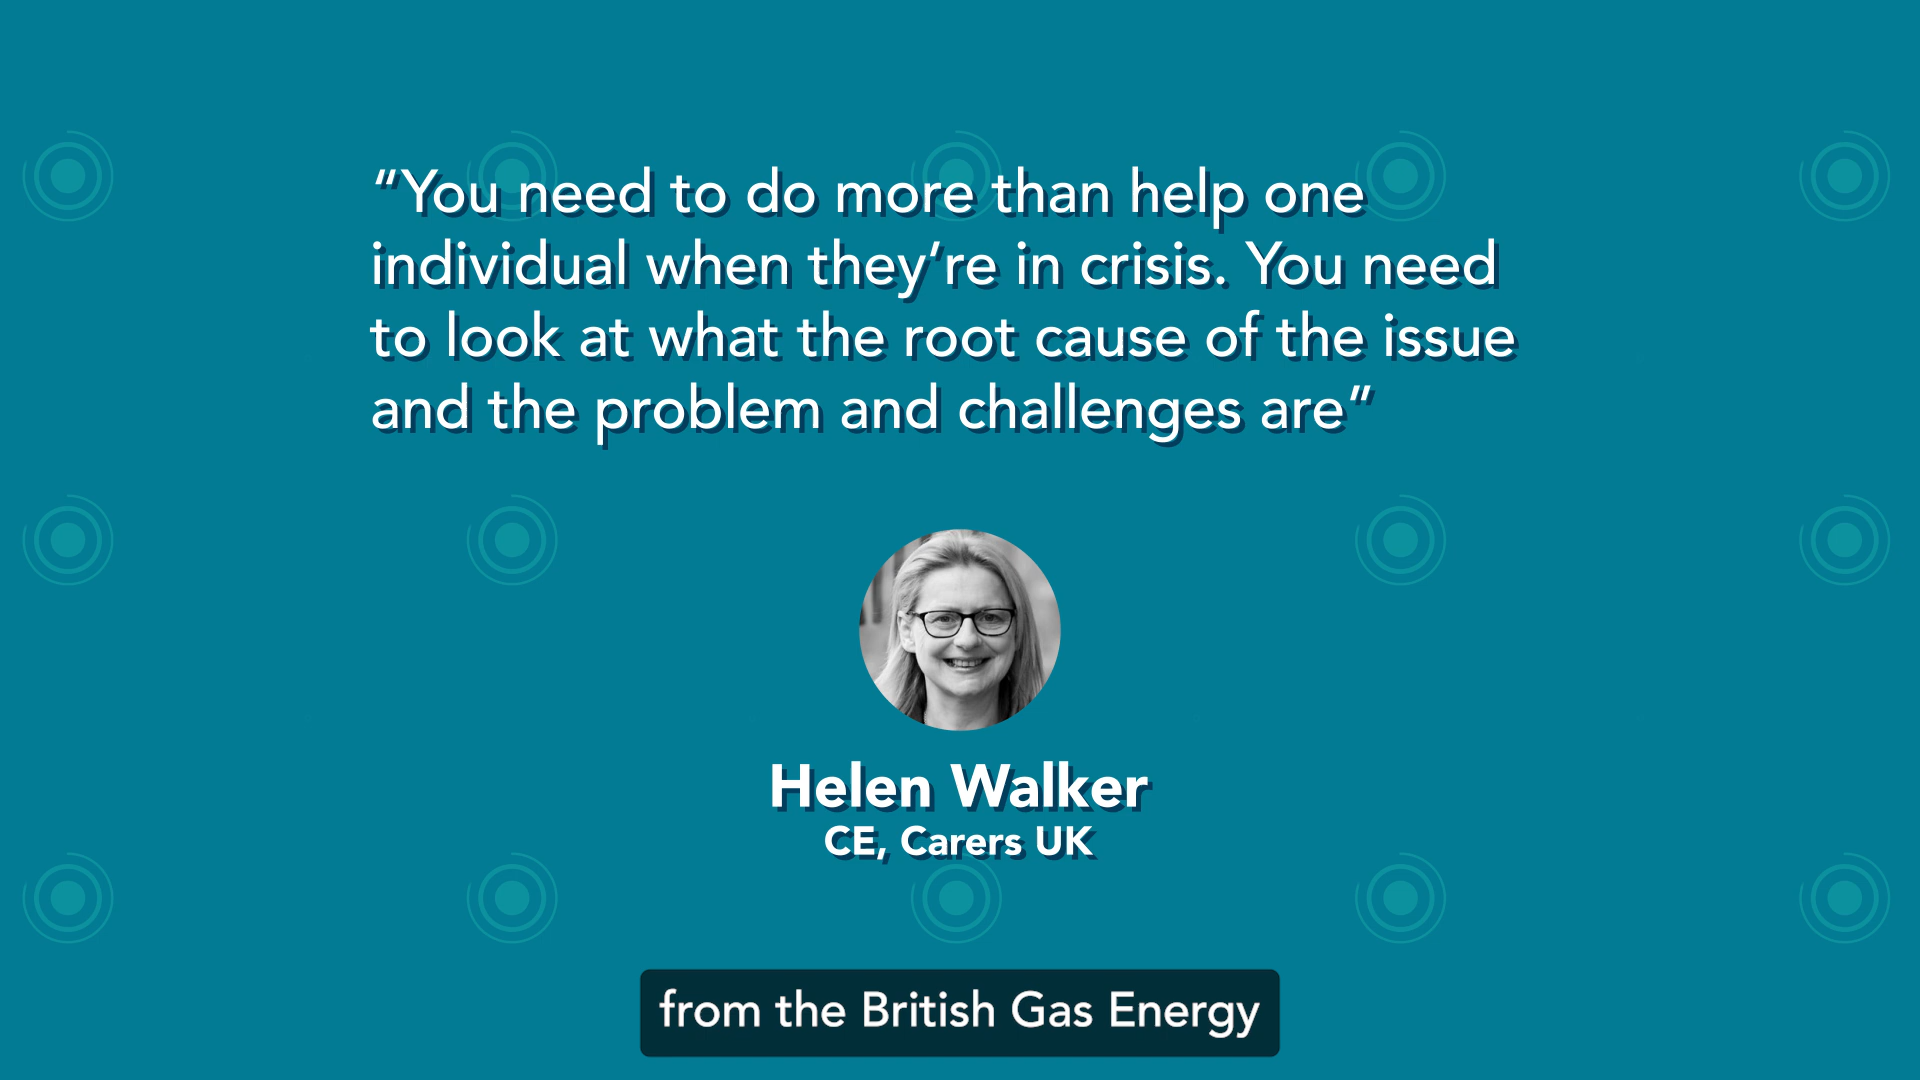 “You need to do more than help one
individual when they’re in crisis. You need
to look at what the root cause of the issue
and the problem and challenges are”
Helen Walker
CE, Carers UK
from the British Gas Energy